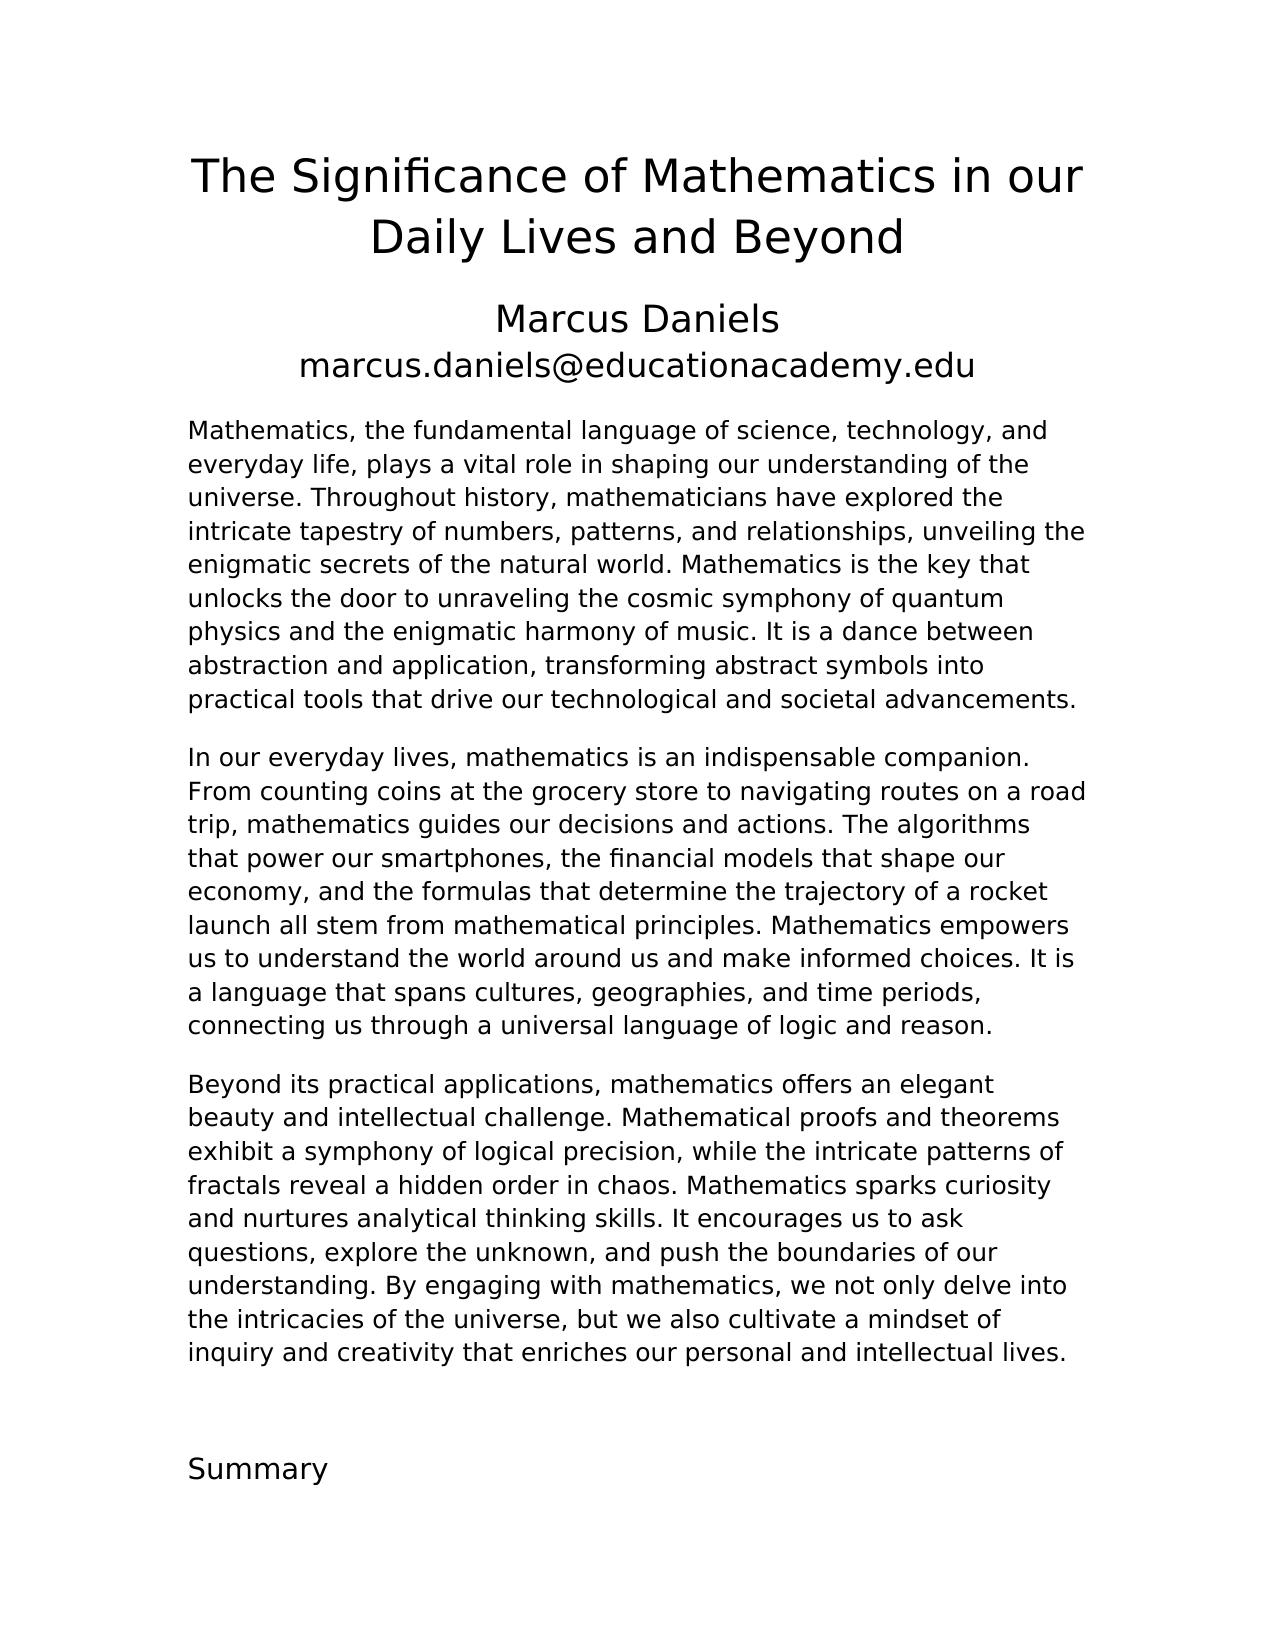 The Significance of Mathematics in our
Daily Lives and Beyond
Marcus Daniels
marcus.daniels@educationacademy.edu
Mathematics, the fundamental language of science, technology, and
everyday life, plays a vital role in shaping our understanding of the
universe. Throughout history, mathematicians have explored the
intricate tapestry of numbers, patterns, and relationships, unveiling the
enigmatic secrets of the natural world. Mathematics is the key that
unlocks the door to unraveling the cosmic symphony of quantum
physics and the enigmatic harmony of music. It is a dance between
abstraction and application, transforming abstract symbols into
practical tools that drive our technological and societal advancements.
In our everyday lives, mathematics is an indispensable companion.
From counting coins at the grocery store to navigating routes on a road
trip, mathematics guides our decisions and actions. The algorithms
that power our smartphones, the financial models that shape our
economy, and the formulas that determine the trajectory of a rocket
launch all stem from mathematical principles. Mathematics empowers
us to understand the world around us and make informed choices. It is
a language that spans cultures, geographies, and time periods,
connecting us through a universal language of logic and reason.
Beyond its practical applications, mathematics offers an elegant
beauty and intellectual challenge. Mathematical proofs and theorems
exhibit a symphony of logical precision, while the intricate patterns of
fractals reveal a hidden order in chaos. Mathematics sparks curiosity
and nurtures analytical thinking skills. It encourages us to ask
questions, explore the unknown, and push the boundaries of our
understanding. By engaging with mathematics, we not only delve into
the intricacies of the universe, but we also cultivate a mindset of
inquiry and creativity that enriches our personal and intellectual lives.
Summary